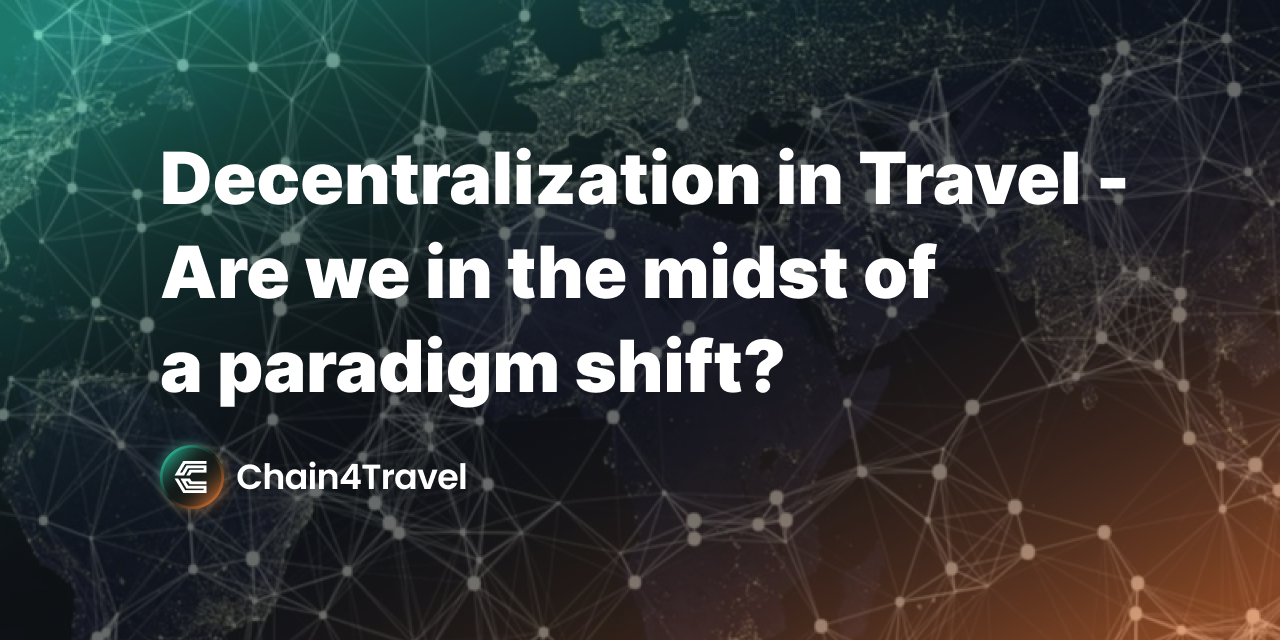 Decentralization in Travel -
Are we in the midst of
a paradigm shift?
Chain4Travel